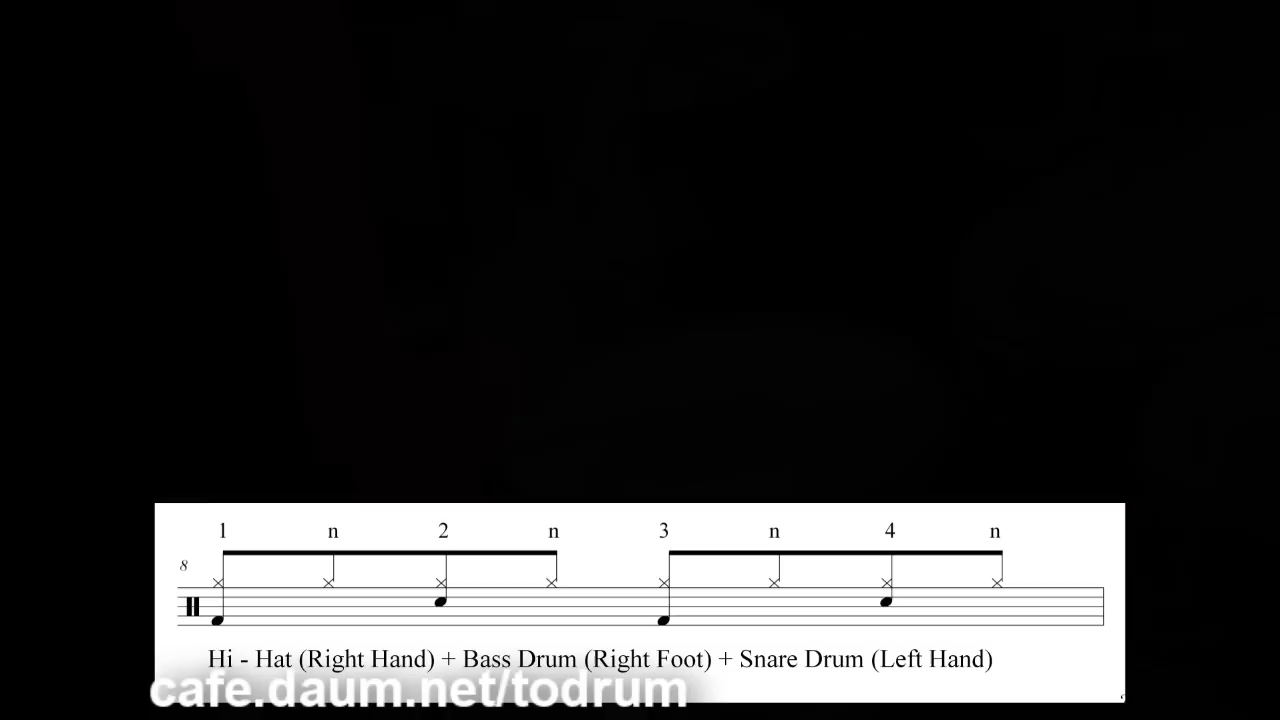 1 n 2 n 3 n 4 n
8
Hi - Hat (Right Hand) + Bass Drum (Right Foot) + Snare Drum (Left Hand)
cafe.daum.net/todrum